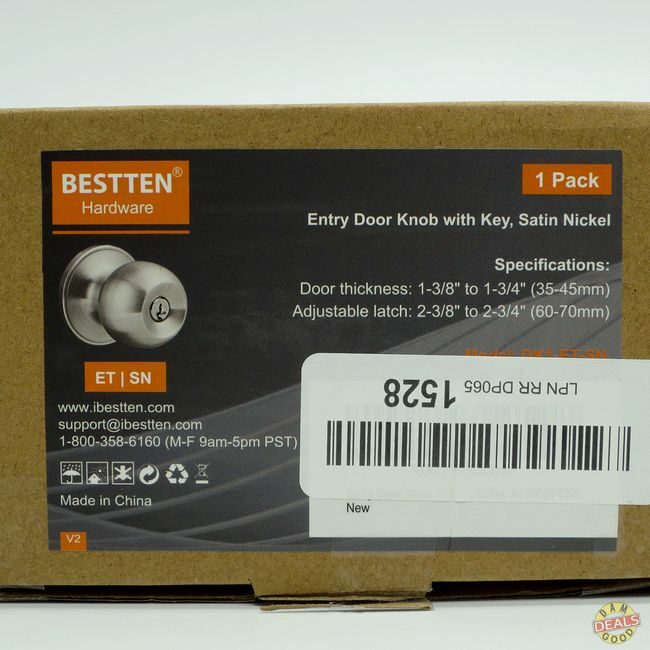 BESTTEN®
Hardware
1 Pack
Entry Door Knob with Key, Satin Nickel
Specifications:
Door thickness: 1-3/8" to 1-3/4" (35-45mm)
Adjustable latch: 2-3/8" to 2-3/4" (60-70mm)
ET | SN
www.ibestten.com
support@ibestten.com
1-800-358-6160 (M-F 9am-5pm PST)
Made in China
V2
LPN RR DP065 1528
New
DAMN
GOOD
DEALS